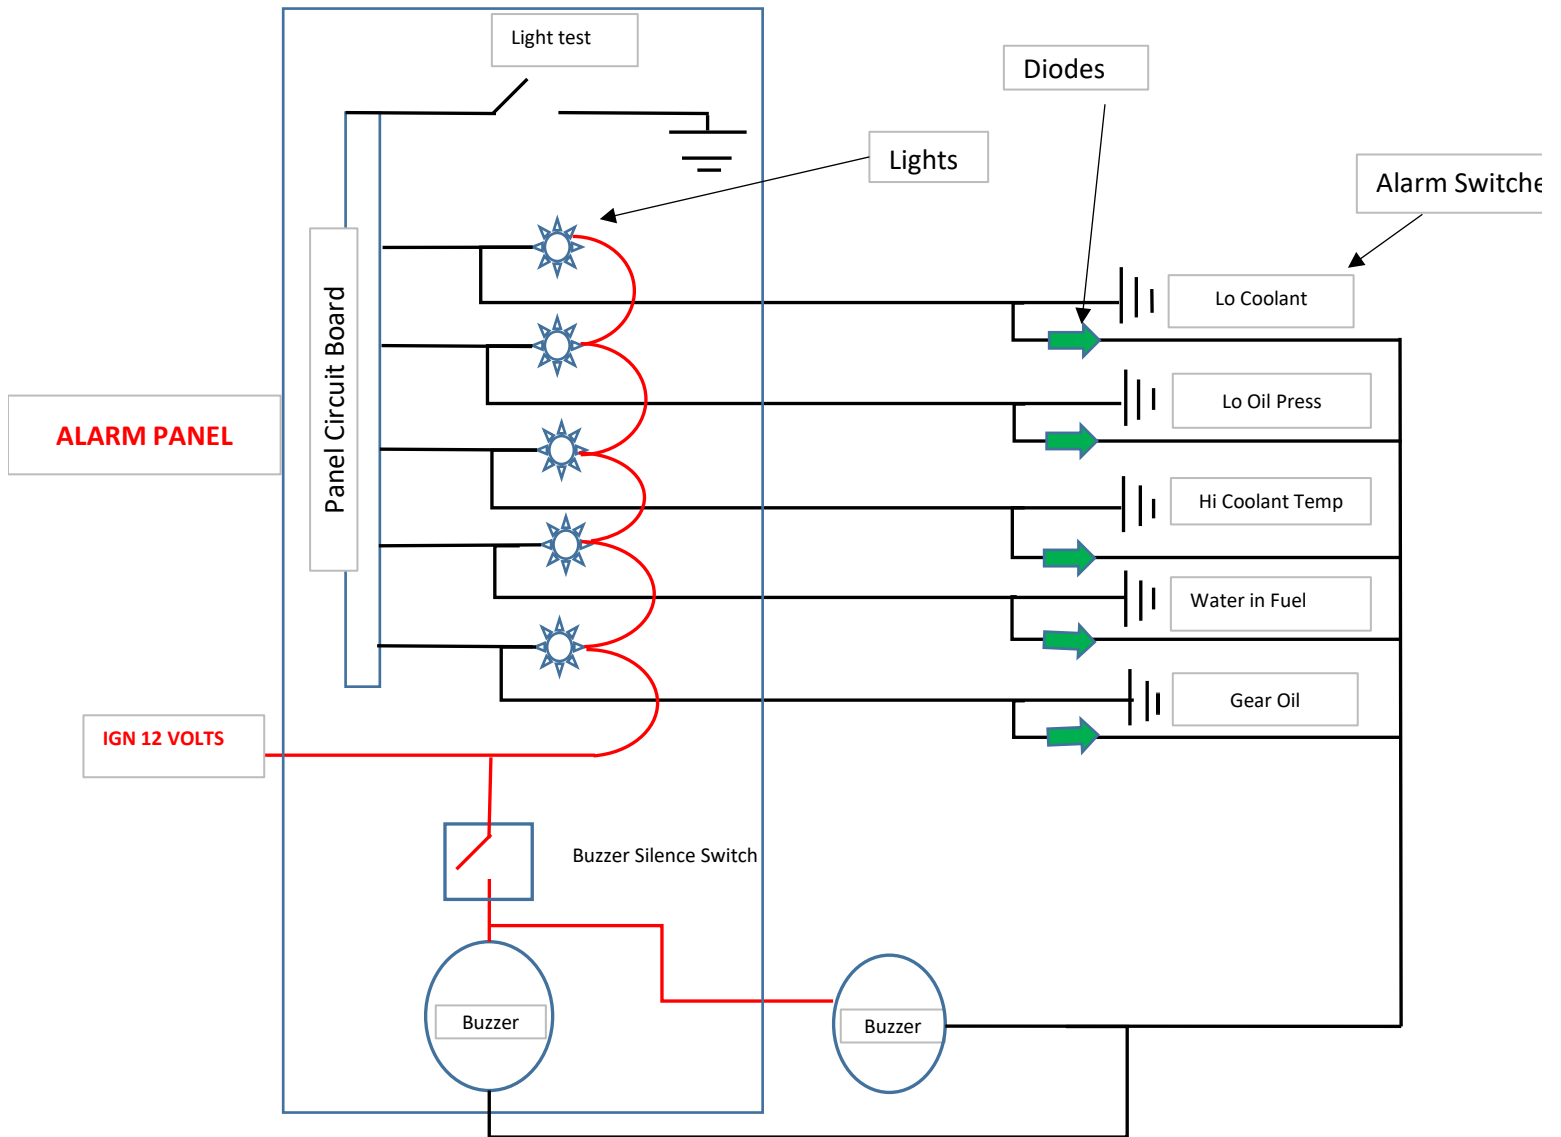 Light test
Diodes
Lights
Alarm Switche
Panel Circuit Board
Lo Coolant
Lo Oil Press
ALARM PANEL
Hi Coolant Temp
Water in Fuel
Gear Oil
IGN 12 VOLTS
Buzzer Silence Switch
Buzzer
Buzzer